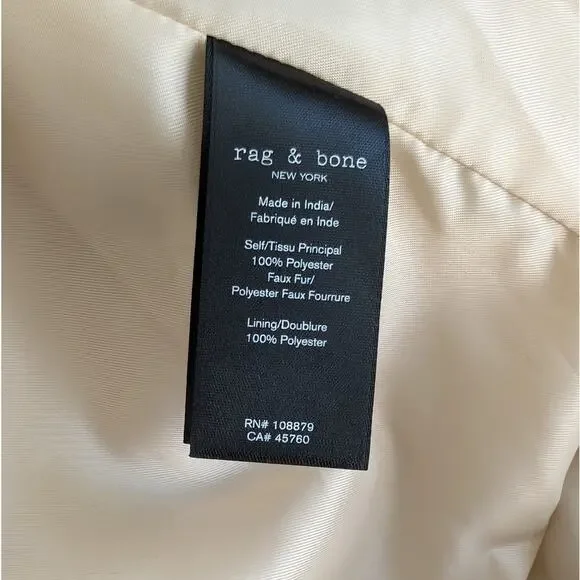 rag & bone
NEW YORK
Made in India/
Fabriqué en Inde
Self/Tissu Principal
100% Polyester
Faux Fur/
Polyester Faux Fourrure
Lining/Doublure
100% Polyester
RN# 108879
CA# 45760